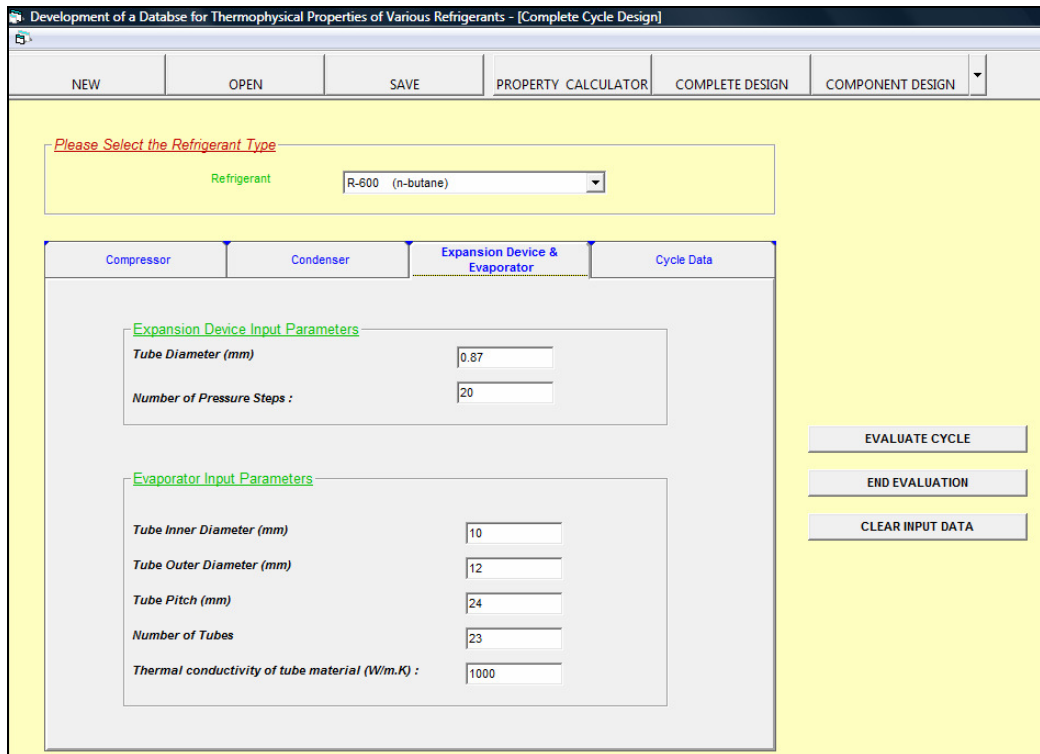 Development of a Databse for Thermophysical Properties of Various Refrigerants - [Complete Cycle Design]
NEW OPEN SAVE PROPERTY CALCULATOR COMPLETE DESIGN COMPONENT DESIGN
Please Select the Refrigerant Type
Refrigerant R-600 (n-butane)
Compressor Condenser Expansion Device & Evaporator Cycle Data
Expansion Device Input Parameters
Tube Diameter (mm) 0.87
Number of Pressure Steps : 20
EVALUATE CYCLE
END EVALUATION
CLEAR INPUT DATA
Evaporator Input Parameters
Tube Inner Diameter (mm) 10
Tube Outer Diameter (mm) 12
Tube Pitch (mm) 24
Number of Tubes 23
Thermal conductivity of tube material (W/m.K) : 1000